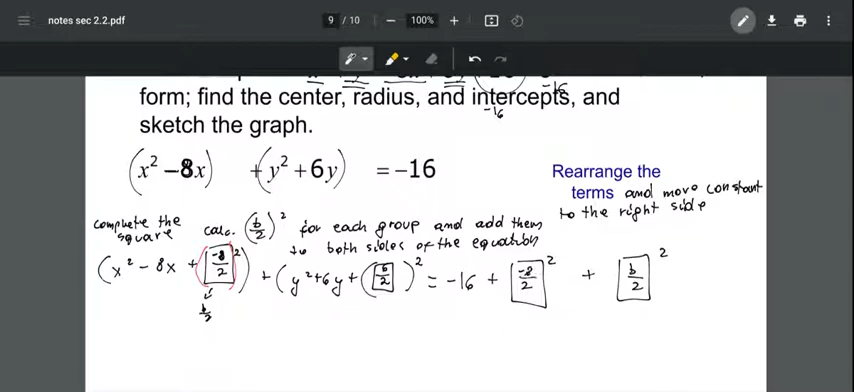 notes sec 2.2.pdf
9 / 10
100%
-16
form; find the center, radius, and intercepts, and
-16
sketch the graph.
(x² -8x) +(y² +6y) = -16
Rearrange the
terms and move constant
to the right side
complete the
square
calc. (b/2)² for each group and add them
to both sides of the equation
(x² - 8x + [-8/2]²) + (y² + 6y + ([6/2])² = -16 + [-8/2]² + [6/2]²
b/2